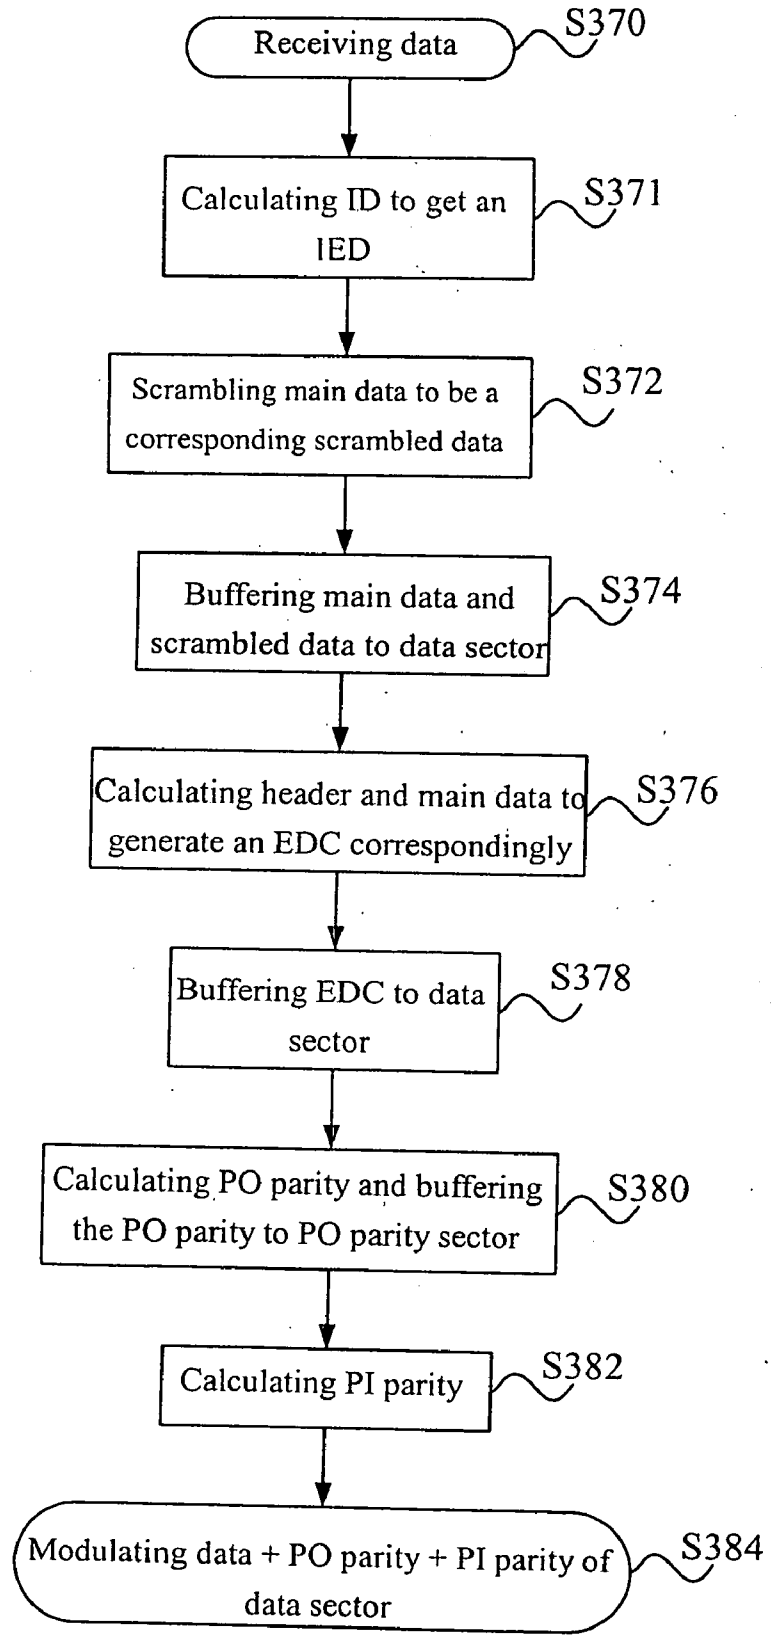 Receiving data
S370
Calculating ID to get an
IED
S371
Scrambling main data to be a
corresponding scrambled data
S372
Buffering main data and
scrambled data to data sector
S374
Calculating header and main data to
generate an EDC correspondingly
S376
Buffering EDC to data
sector
S378
Calculating PO parity and buffering
the PO parity to PO parity sector
S380
Calculating PI parity
S382
Modulating data + PO parity + PI parity of
data sector
S384